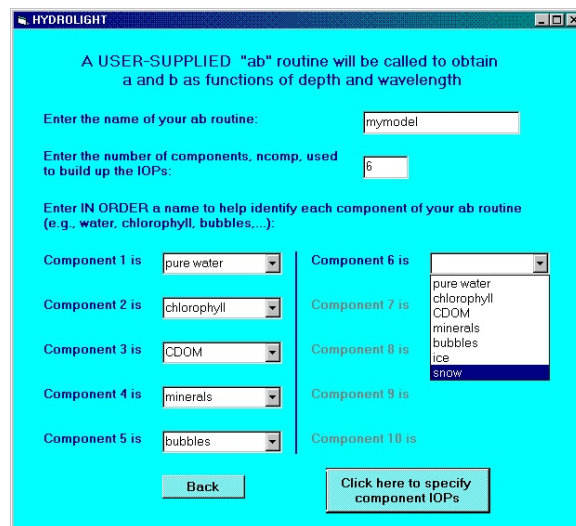 HYDROLIGHT
A USER-SUPPLIED "ab" routine will be called to obtain
a and b as functions of depth and wavelength
Enter the name of your ab routine:
mymodel
Enter the number of components, ncomp, used
to build up the IOPs:
6
Enter IN ORDER a name to help identify each component of your ab routine
(e.g., water, chlorophyll, bubbles,...):
Component 1 is
pure water
Component 2 is
chlorophyll
Component 3 is
CDOM
Component 4 is
minerals
Component 5 is
bubbles
Component 6 is
pure water
chlorophyll
CDOM
minerals
bubbles
ice
snow
Component 7 is
Component 8 is
Component 9 is
Component 10 is
Back
Click here to specify
component IOPs